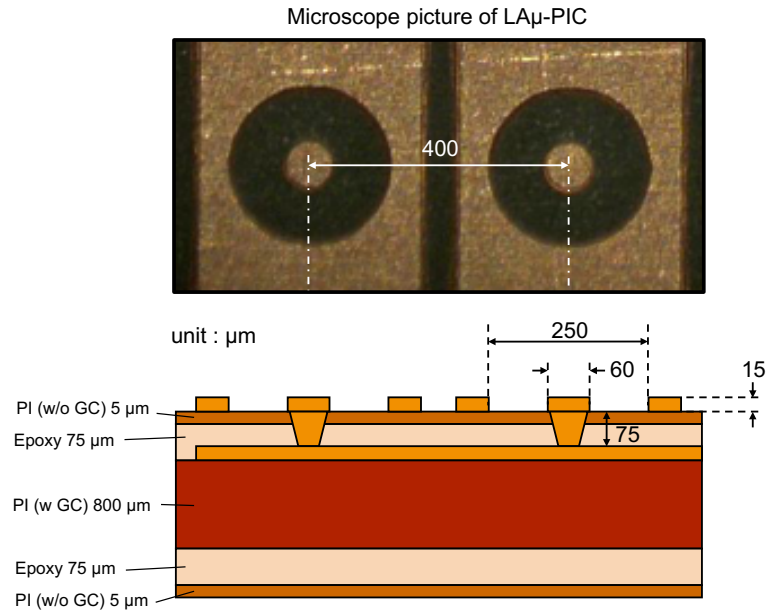 Microscope picture of LAμ-PIC
400
unit : μm
250
60
15
PI (w/o GC) 5 μm
Epoxy 75 μm
75
PI (w GC) 800 μm
Epoxy 75 μm
PI (w/o GC) 5 μm